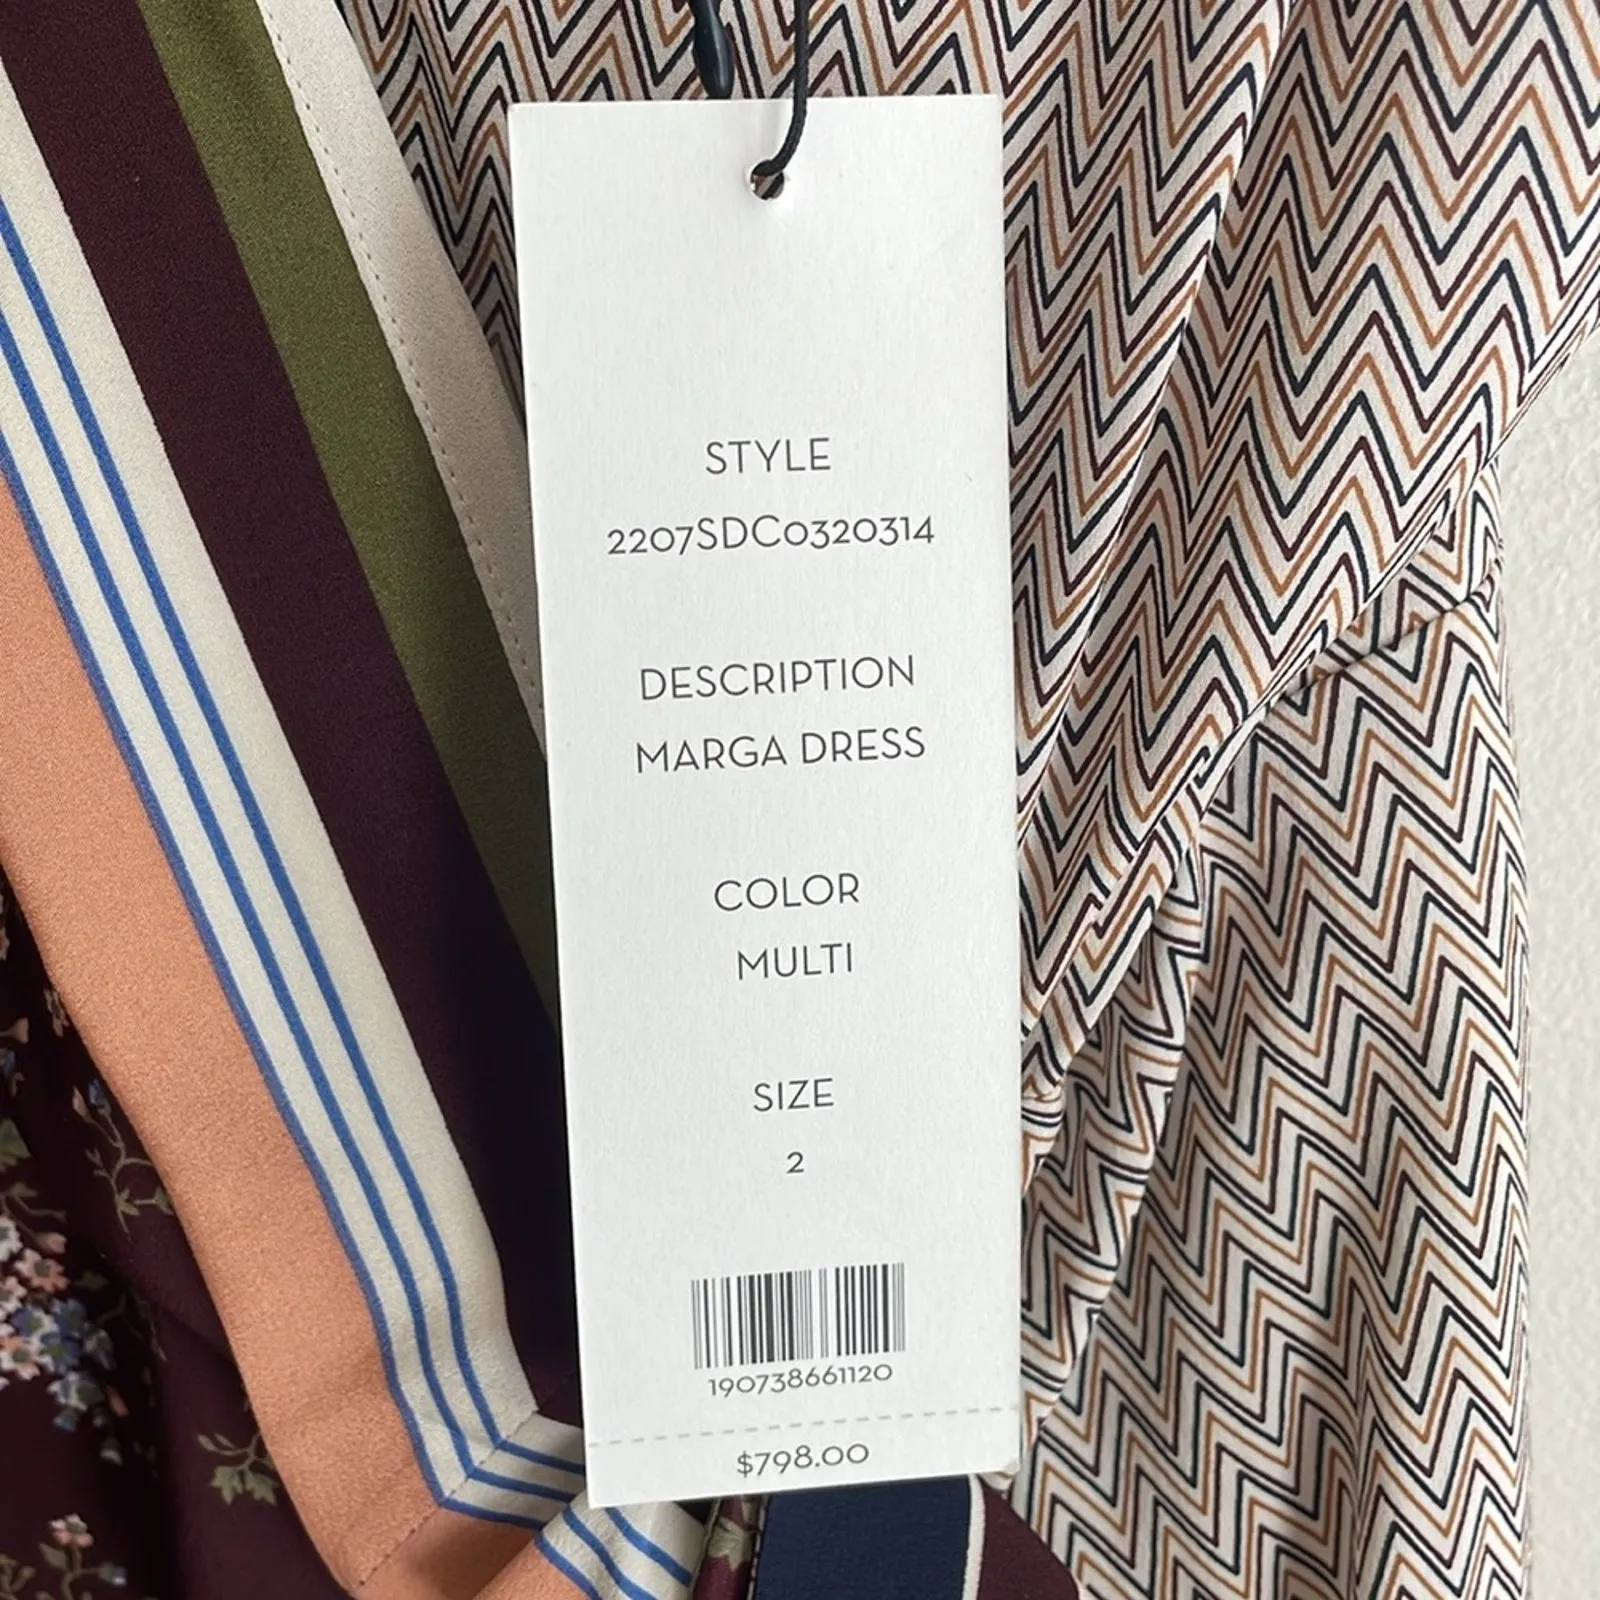 STYLE
2207SDC0320314
DESCRIPTION
MARGA DRESS
COLOR
MULTI
SIZE
2
190738661120
$798.00